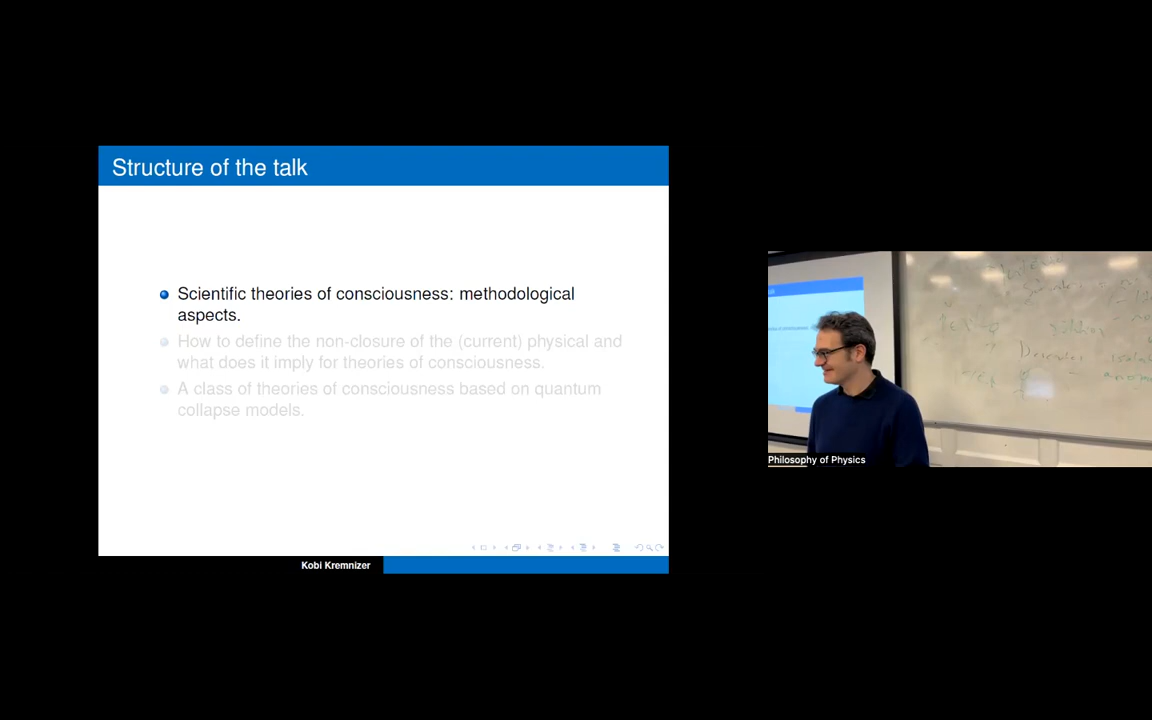 Structure of the talk
Scientific theories of consciousness: methodological
aspects.
How to define the non-closure of the (current) physical and
what does it imply for theories of consciousness.
A class of theories of consciousness based on quantum
collapse models.
Kobi Kremnizer
Philosophy of Physics